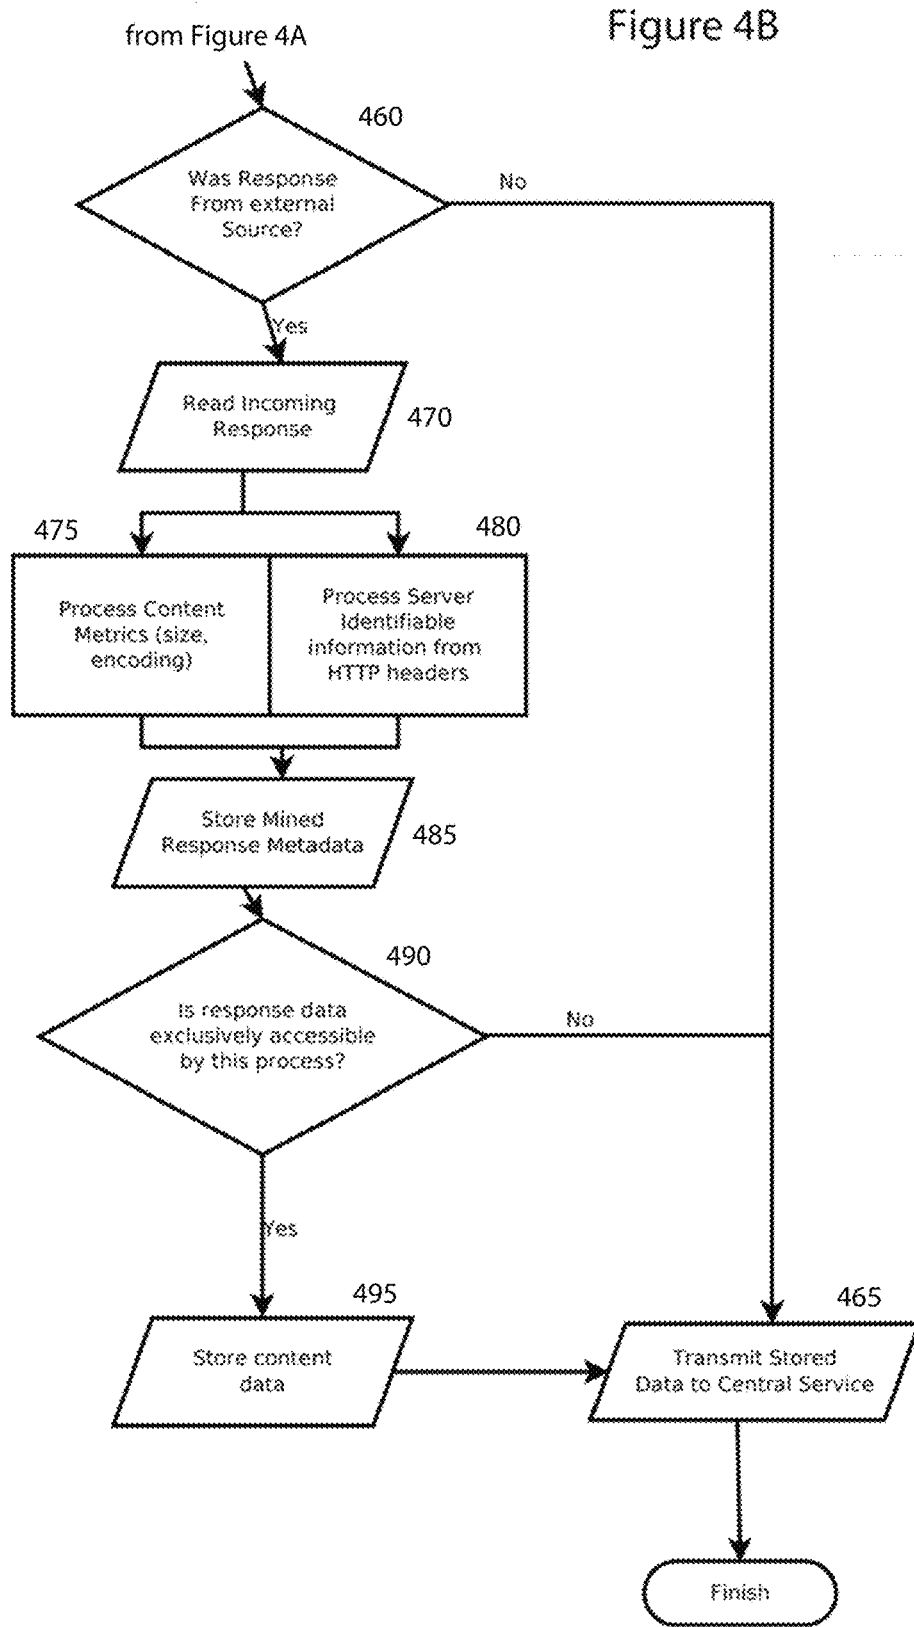 Figure 4B
from Figure 4A
460
Was Response
From external
Source?
No
Yes
Read Incoming
Response
470
475
480
Process Content
Metrics (size,
encoding)
Process Server
Identifiable
information from
HTTP headers
Store Mined
Response Metadata
485
490
Is response data
exclusively accessible
by this process?
No
Yes
495
Store content
data
465
Transmit Stored
Data to Central Service
Finish